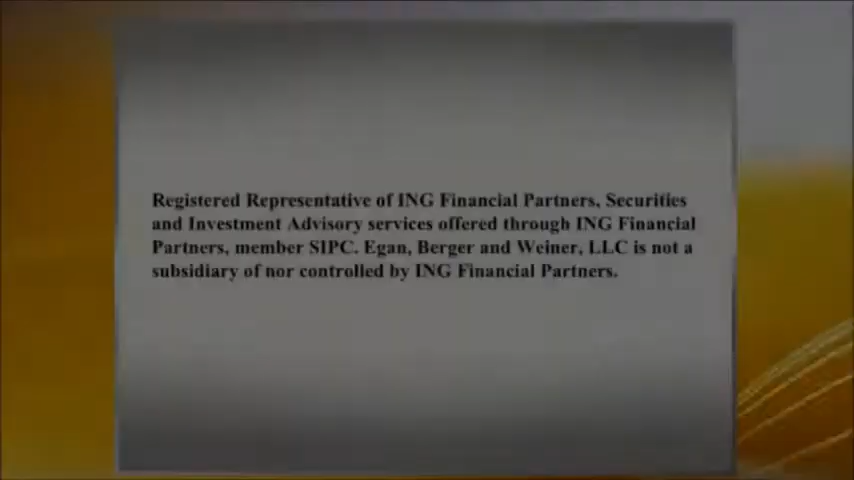 Registered Representative of ING Financial Partners, Securities
and Investment Advisory services offered through ING Financial
Partners, member SIPC. Egan, Berger and Weiner, LLC is not a
subsidiary of nor controlled by ING Financial Partners.